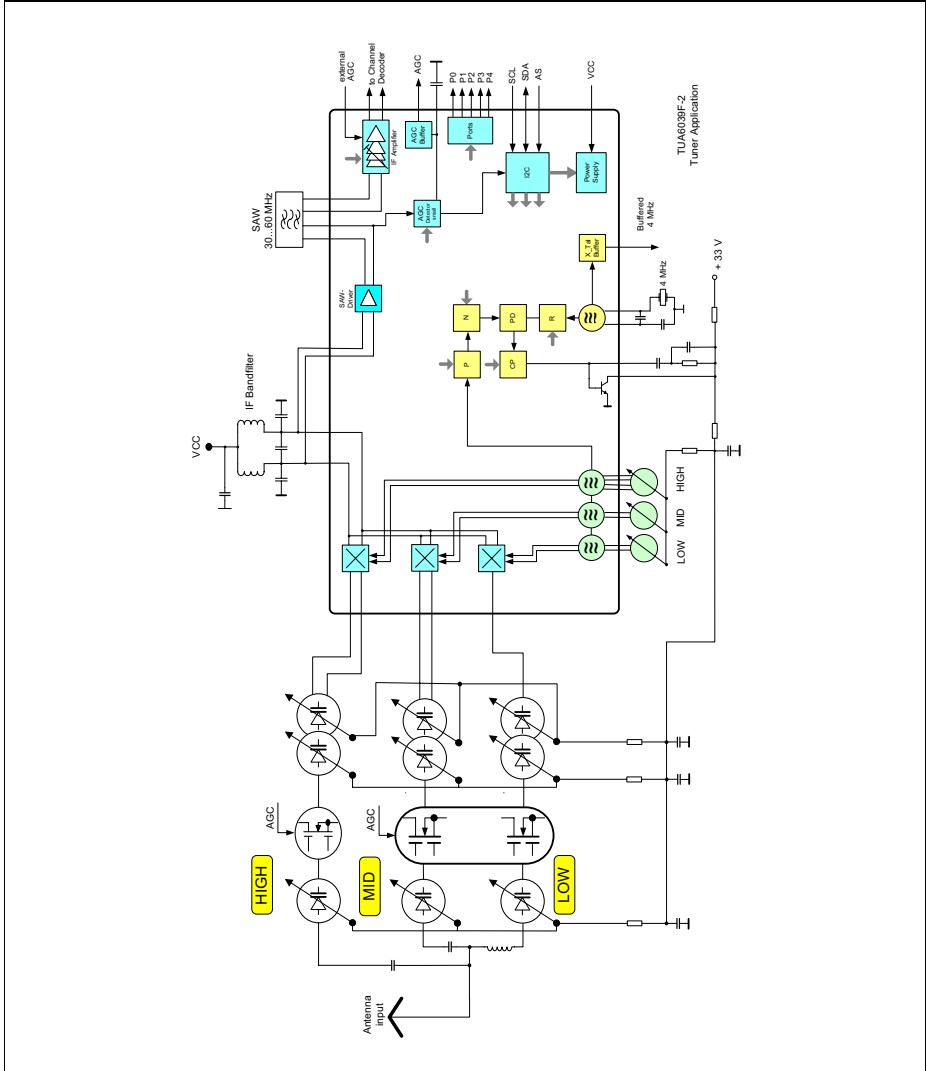 external
AGC
to Channel
Decoder
AGC
P0
P1
P2
P3
P4
SCL
SDA
AS
VCC
TUA6039F-2
Tuner Application
IF Amplifier
AGC
Buffer
Ports
I2C
Power
Supply
SAW
30...60 MHz
AGC
Detector
small
X_Tal
Buffer
Buffered
4 MHz
4 MHz
+ 33 V
SAW-
Driver
N
PD
R
P
CP
IF Bandfilter
VCC
HIGH
MID
LOW
AGC
AGC
HIGH
MID
LOW
Antenna
input